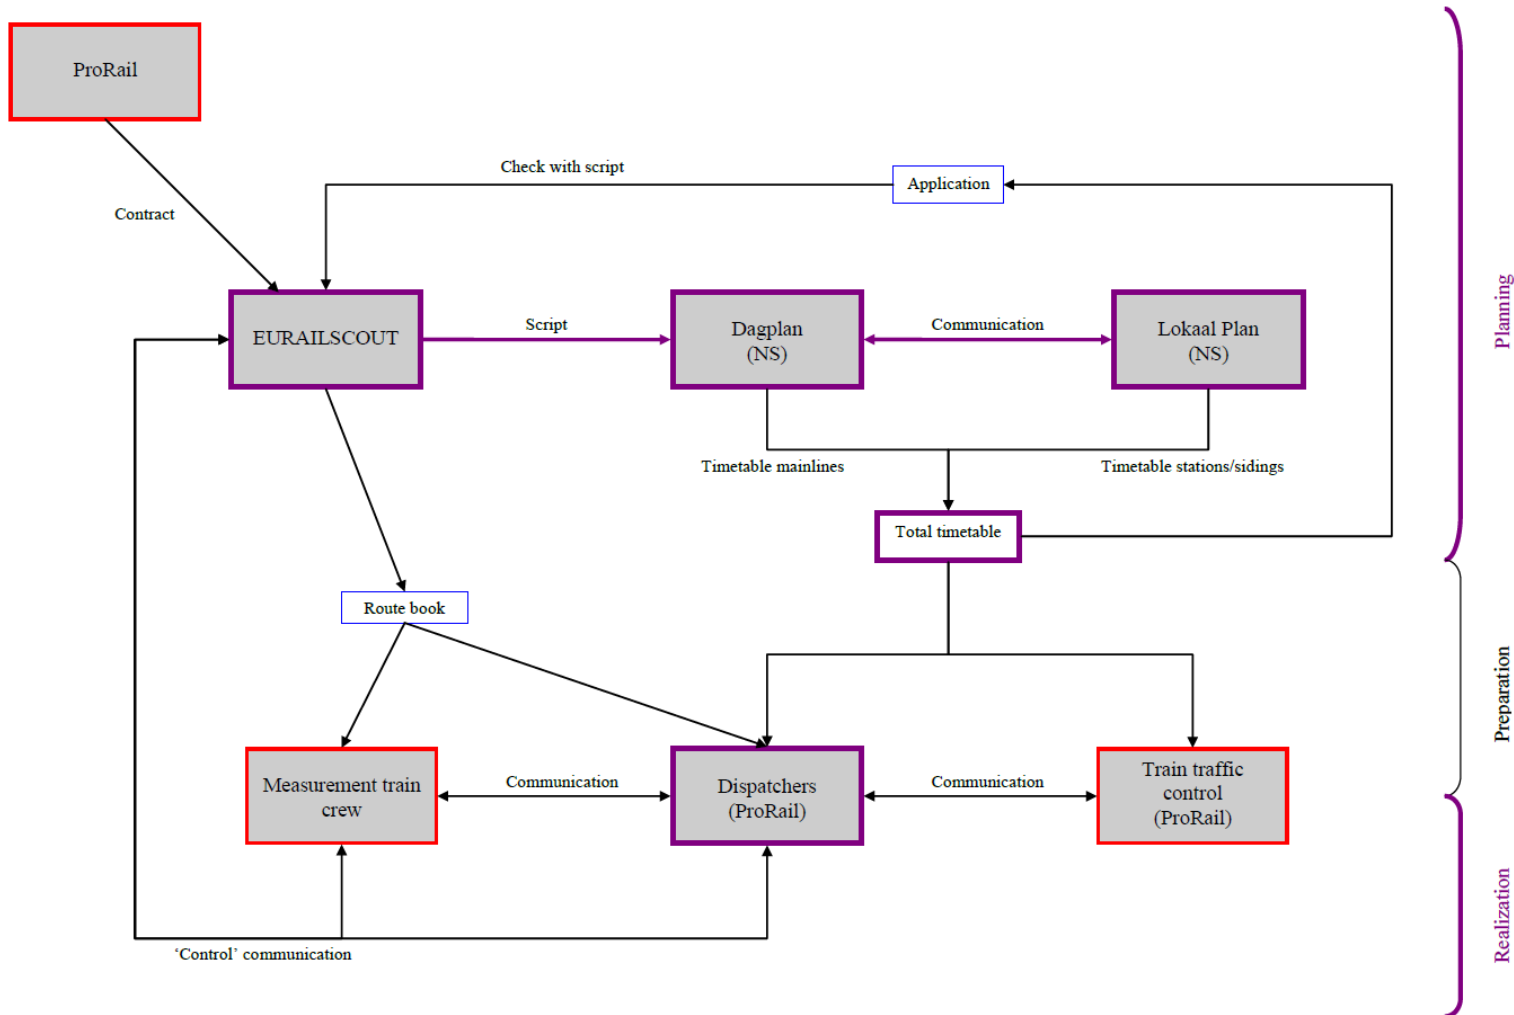 ProRail
Check with script
Application
Contract
EURAILSCOUT
Script
Dagplan
(NS)
Communication
Lokaal Plan
(NS)
Planning
Timetable mainlines
Timetable stations/sidings
Total timetable
Route book
Preparation
Measurement train
crew
Communication
Dispatchers
(ProRail)
Communication
Train traffic
control
(ProRail)
Realization
‘Control’ communication